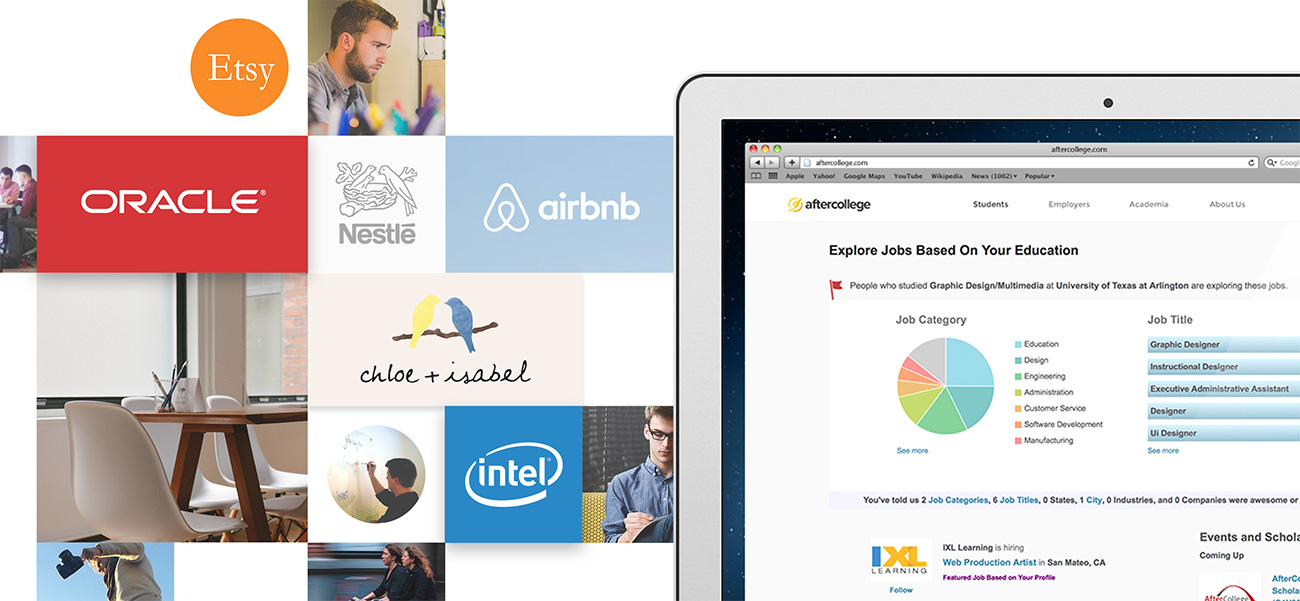 Etsy
ORACLE®
Nestlé
airbnb
chloe + isabel
intel®
aftercollege.com
aftercollege.com
Apple Yahoo! Google Maps YouTube Wikipedia News (1002) Popular
aftercollege
Students Employers Academia About Us
Explore Jobs Based On Your Education
People who studied Graphic Design/Multimedia at University of Texas at Arlington are exploring these jobs.
Job Category
Education
Design
Engineering
Administration
Customer Service
Software Development
Manufacturing
See more
Job Title
Graphic Designer
Instructional Designer
Executive Administrative Assistant
Designer
Ui Designer
See more
You've told us 2 Job Categories, 6 Job Titles, 0 States, 1 City, 0 Industries, and 0 Companies were awesome or
IXL LEARNING
Follow
IXL Learning is hiring
Web Production Artist in San Mateo, CA
Featured Job Based on Your Profile
Events and Schola
Coming Up
AfterCollege
AfterCo
Schola